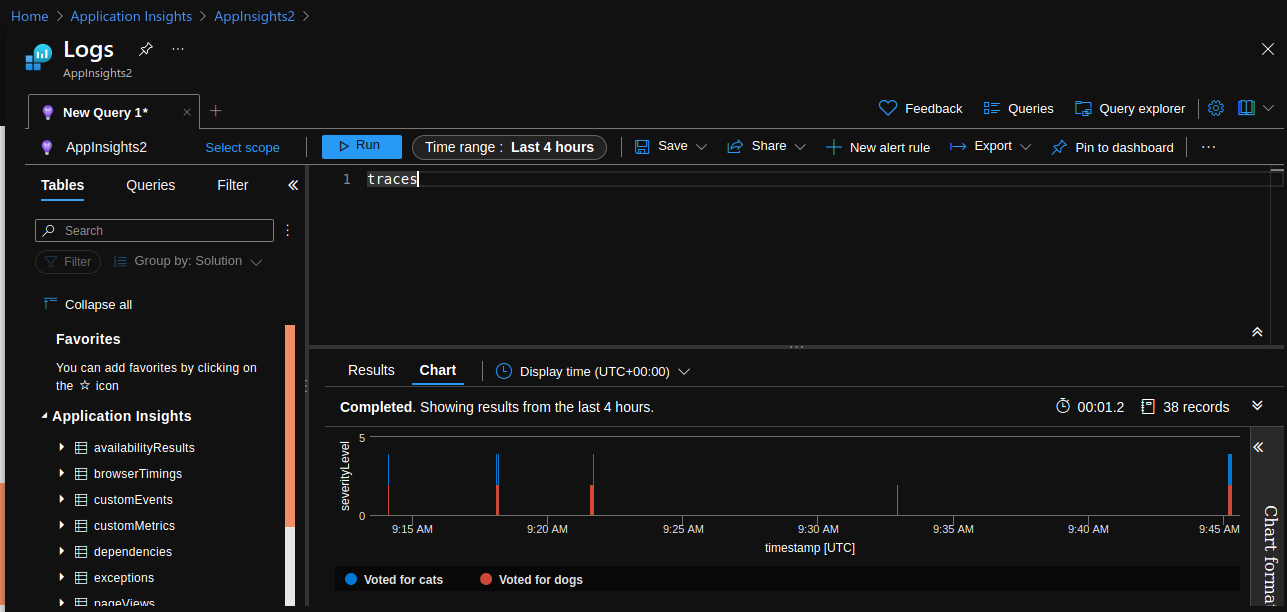 Home > Application Insights > AppInsights2 >
Logs ···
AppInsights2
New Query 1* × +
Feedback Queries Query explorer
AppInsights2 Select scope Run Time range : Last 4 hours Save Share New alert rule Export Pin to dashboard ···
Tables Queries Filter «
1 traces
Search
Filter Group by: Solution
Collapse all
Favorites
You can add favorites by clicking on
the ☆ icon
Application Insights
availabilityResults
browserTimings
customEvents
customMetrics
dependencies
exceptions
pageViews
Results Chart Display time (UTC+00:00)
Completed. Showing results from the last 4 hours. 00:01.2 38 records
severityLevel
5
0
9:15 AM 9:20 AM 9:25 AM 9:30 AM 9:35 AM 9:40 AM 9:45 AM
timestamp [UTC]
Voted for cats Voted for dogs
Chart forma